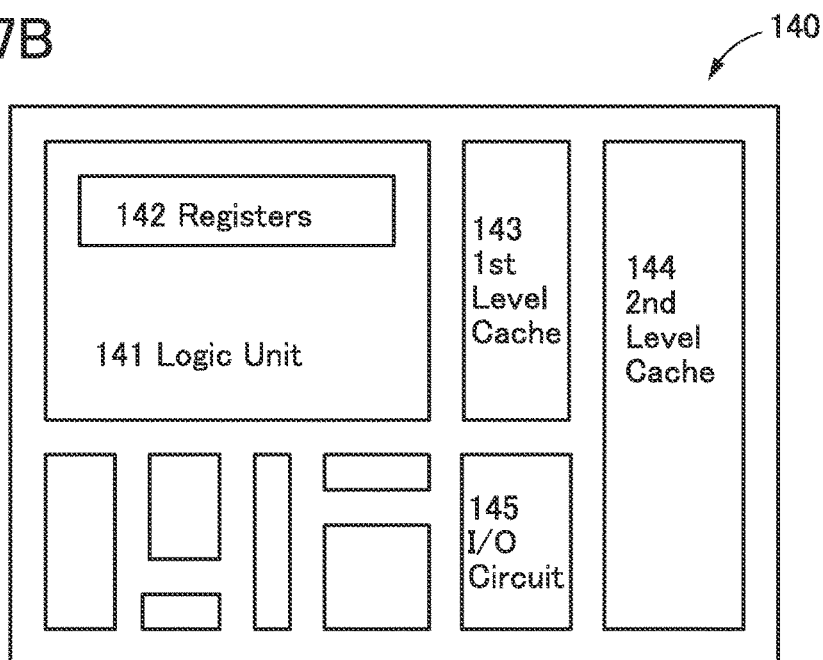 7B
140
142 Registers
141 Logic Unit
143
1st
Level
Cache
144
2nd
Level
Cache
145
I/O
Circuit